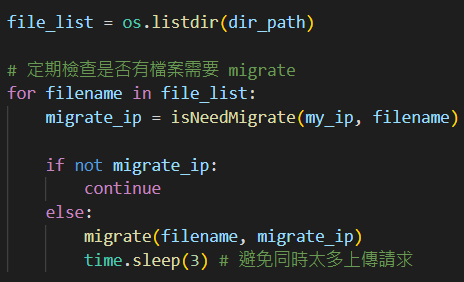 file_list = os.listdir(dir_path)
# 定期檢查是否有檔案需要 migrate
for filename in file_list:
    migrate_ip = isNeedMigrate(my_ip, filename)
    if not migrate_ip:
        continue
    else:
        migrate(filename, migrate_ip)
        time.sleep(3) # 避免同時太多上傳請求